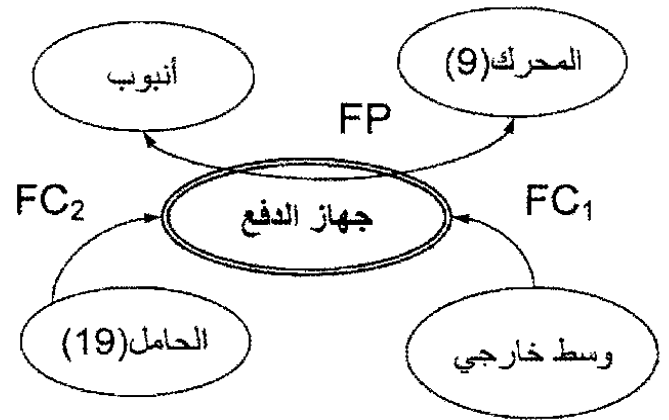 أنبوب
المحرك(9)
FP
FC₂
جهاز الدفع
FC₁
الحامل(19)
وسط خارجي